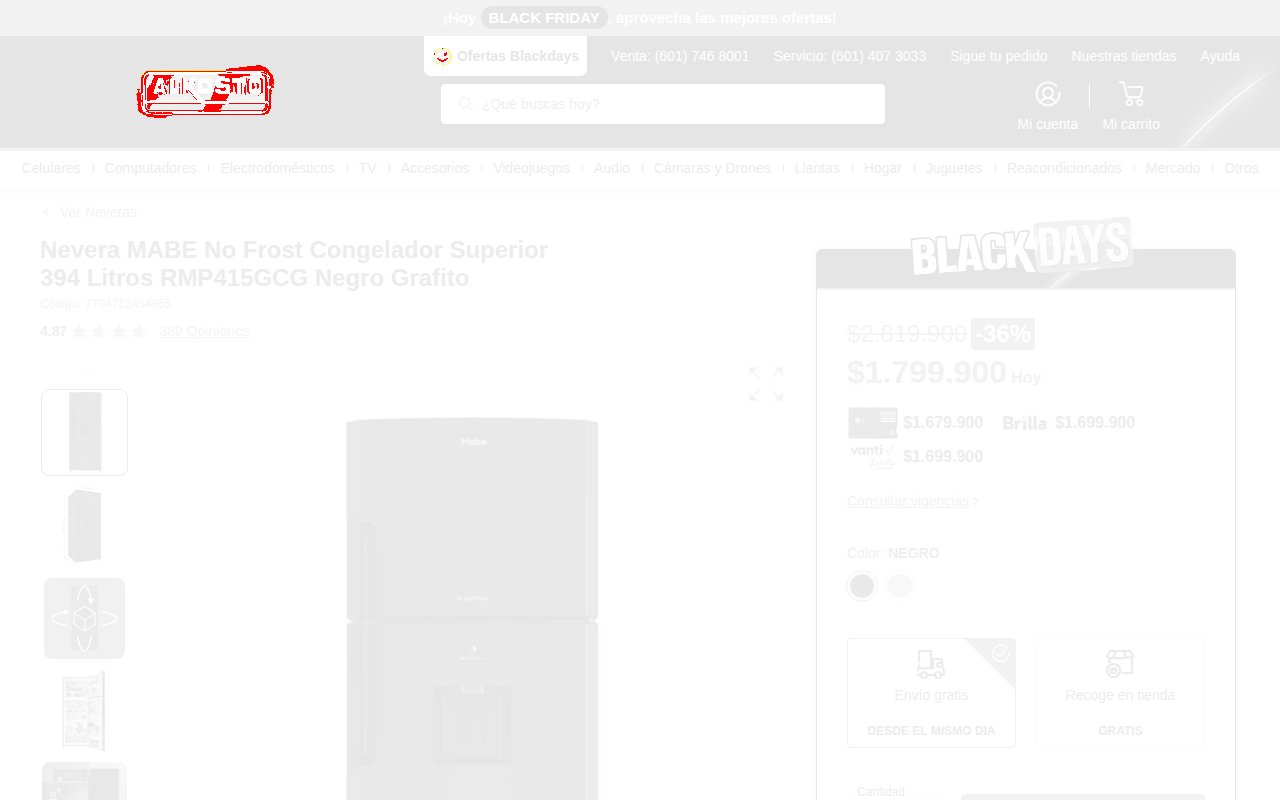 ¡Hoy BLACK FRIDAY, aprovecha las mejores ofertas!
Ofertas Blackdays
Venta: (601) 746 8001
Servicio: (601) 407 3033
Sigue tu pedido
Nuestras tiendas
Ayuda
ALKOSTO
¿Qué buscas hoy?
Mi cuenta
Mi carrito
Celulares
Computadores
Electrodomésticos
TV
Accesorios
Videojuegos
Audio
Cámaras y Drones
Llantas
Hogar
Juguetes
Reacondicionados
Mercado
Otros
Ver Neveras
Nevera MABE No Frost Congelador Superior
394 Litros RMP415GCG Negro Grafito
Código: 7704712454955
4.87
380 Opiniones
mabe
BLACK DAYS
$2.819.900 -36%
$1.799.900 Hoy
$1.679.900
Brilla $1.699.900
vanti Listo $1.699.900
Consultar vigencias
Color: NEGRO
Envío gratis
DESDE EL MISMO DIA
Recoge en tienda
GRATIS
Cantidad